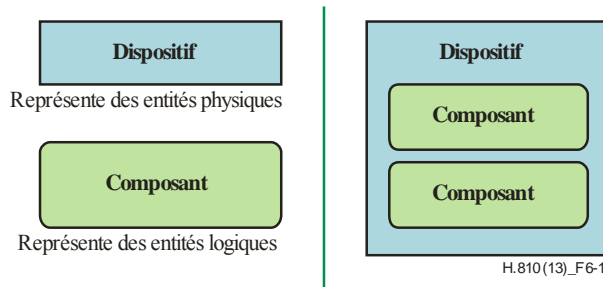 Dispositif
Représente des entités physiques
Composant
Représente des entités logiques
Dispositif
Composant
Composant
H.810(13)_F6-1